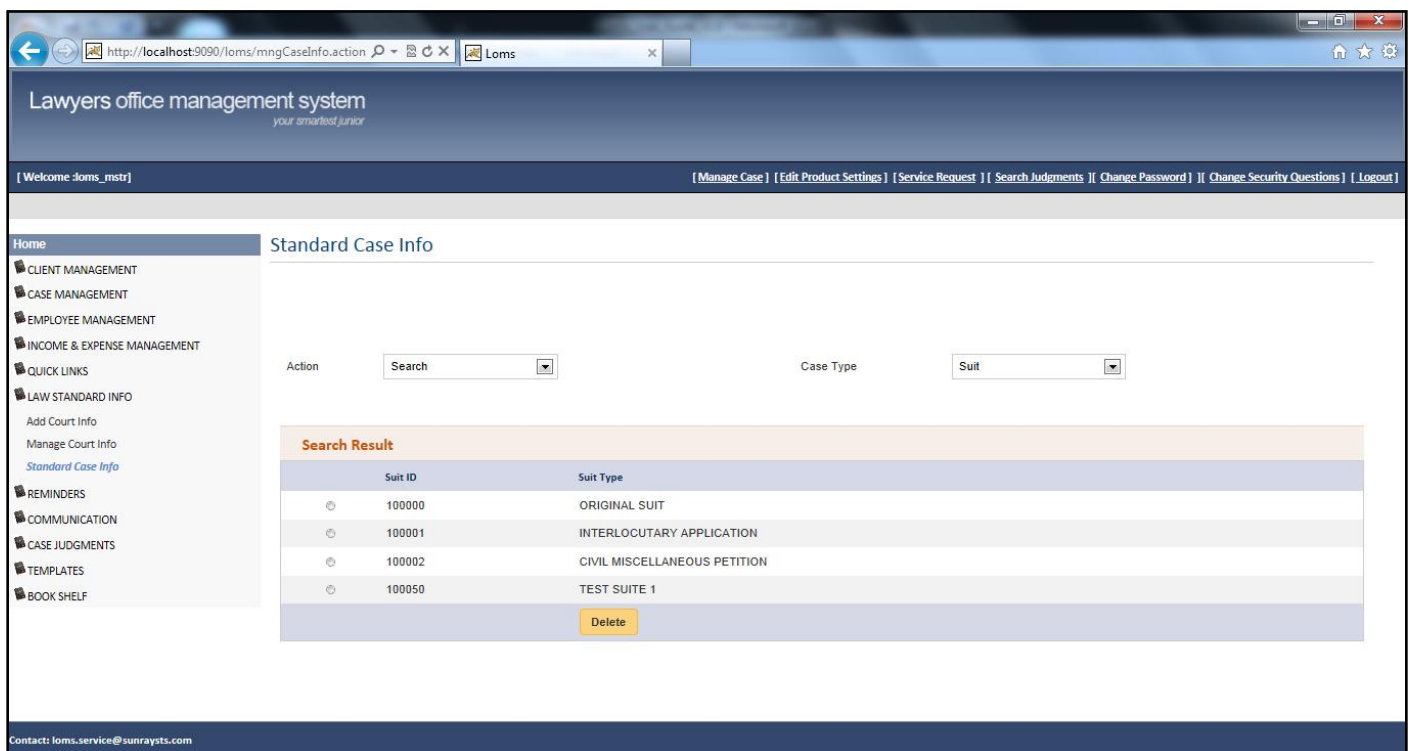 http://localhost:9090/loms/mngCaseInfo.action Loms
Lawyers office management system
your smartest junior
[ Welcome :loms_mstr] [ Manage Case ] [ Edit Product Settings ] [ Service Request ] [ Search Judgments ][ Change Password ] ][ Change Security Questions ] [ Logout ]
Home
CLIENT MANAGEMENT
CASE MANAGEMENT
EMPLOYEE MANAGEMENT
INCOME & EXPENSE MANAGEMENT
QUICK LINKS
LAW STANDARD INFO
Add Court Info
Manage Court Info
Standard Case Info
REMINDERS
COMMUNICATION
CASE JUDGMENTS
TEMPLATES
BOOK SHELF
Standard Case Info
Action Search Case Type Suit
Search Result
Suit ID Suit Type
100000 ORIGINAL SUIT
100001 INTERLOCUTARY APPLICATION
100002 CIVIL MISCELLANEOUS PETITION
100050 TEST SUITE 1
Delete
Contact: loms.service@sunraysts.com